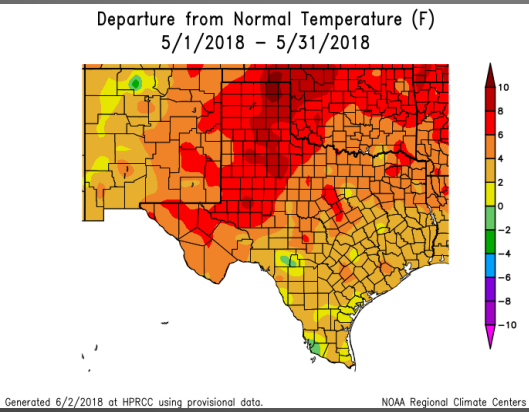 Departure from Normal Temperature (F)
5/1/2018 – 5/31/2018
10
8
6
4
2
0
−2
−4
−6
−8
−10
Generated 6/2/2018 at HPRCC using provisional data.
NOAA Regional Climate Centers